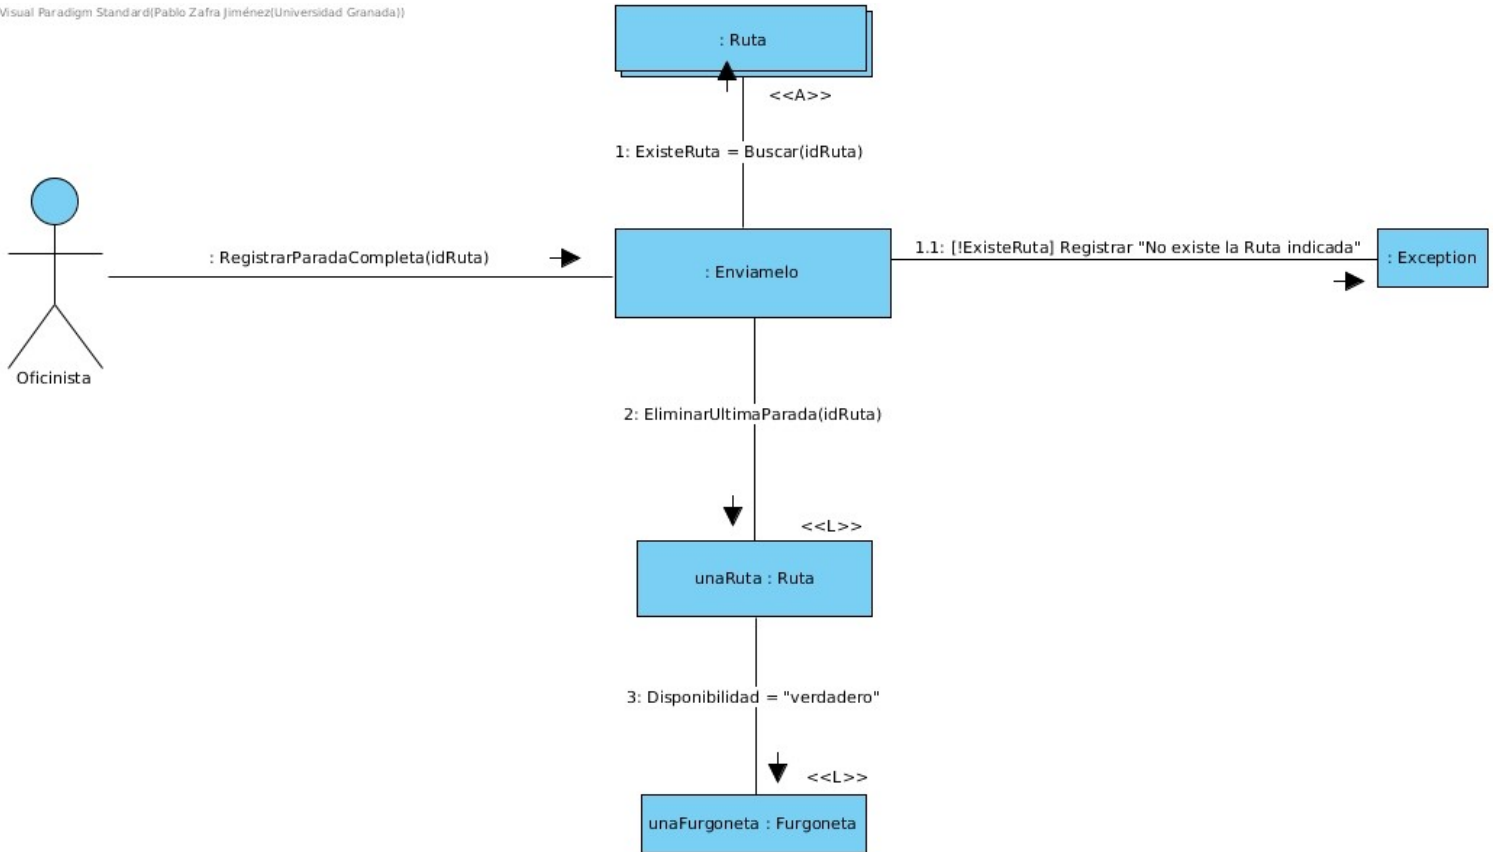 Visual Paradigm Standard(Pablo Zafra Jiménez(Universidad Granada))
: Ruta
<<A>>
1: ExisteRuta = Buscar(idRuta)
: RegistrarParadaCompleta(idRuta)
: Enviamelo
1.1: [!ExisteRuta] Registrar "No existe la Ruta indicada"
: Exception
Oficinista
2: EliminarUltimaParada(idRuta)
<<L>>
unaRuta : Ruta
3: Disponibilidad = "verdadero"
<<L>>
unaFurgoneta : Furgoneta